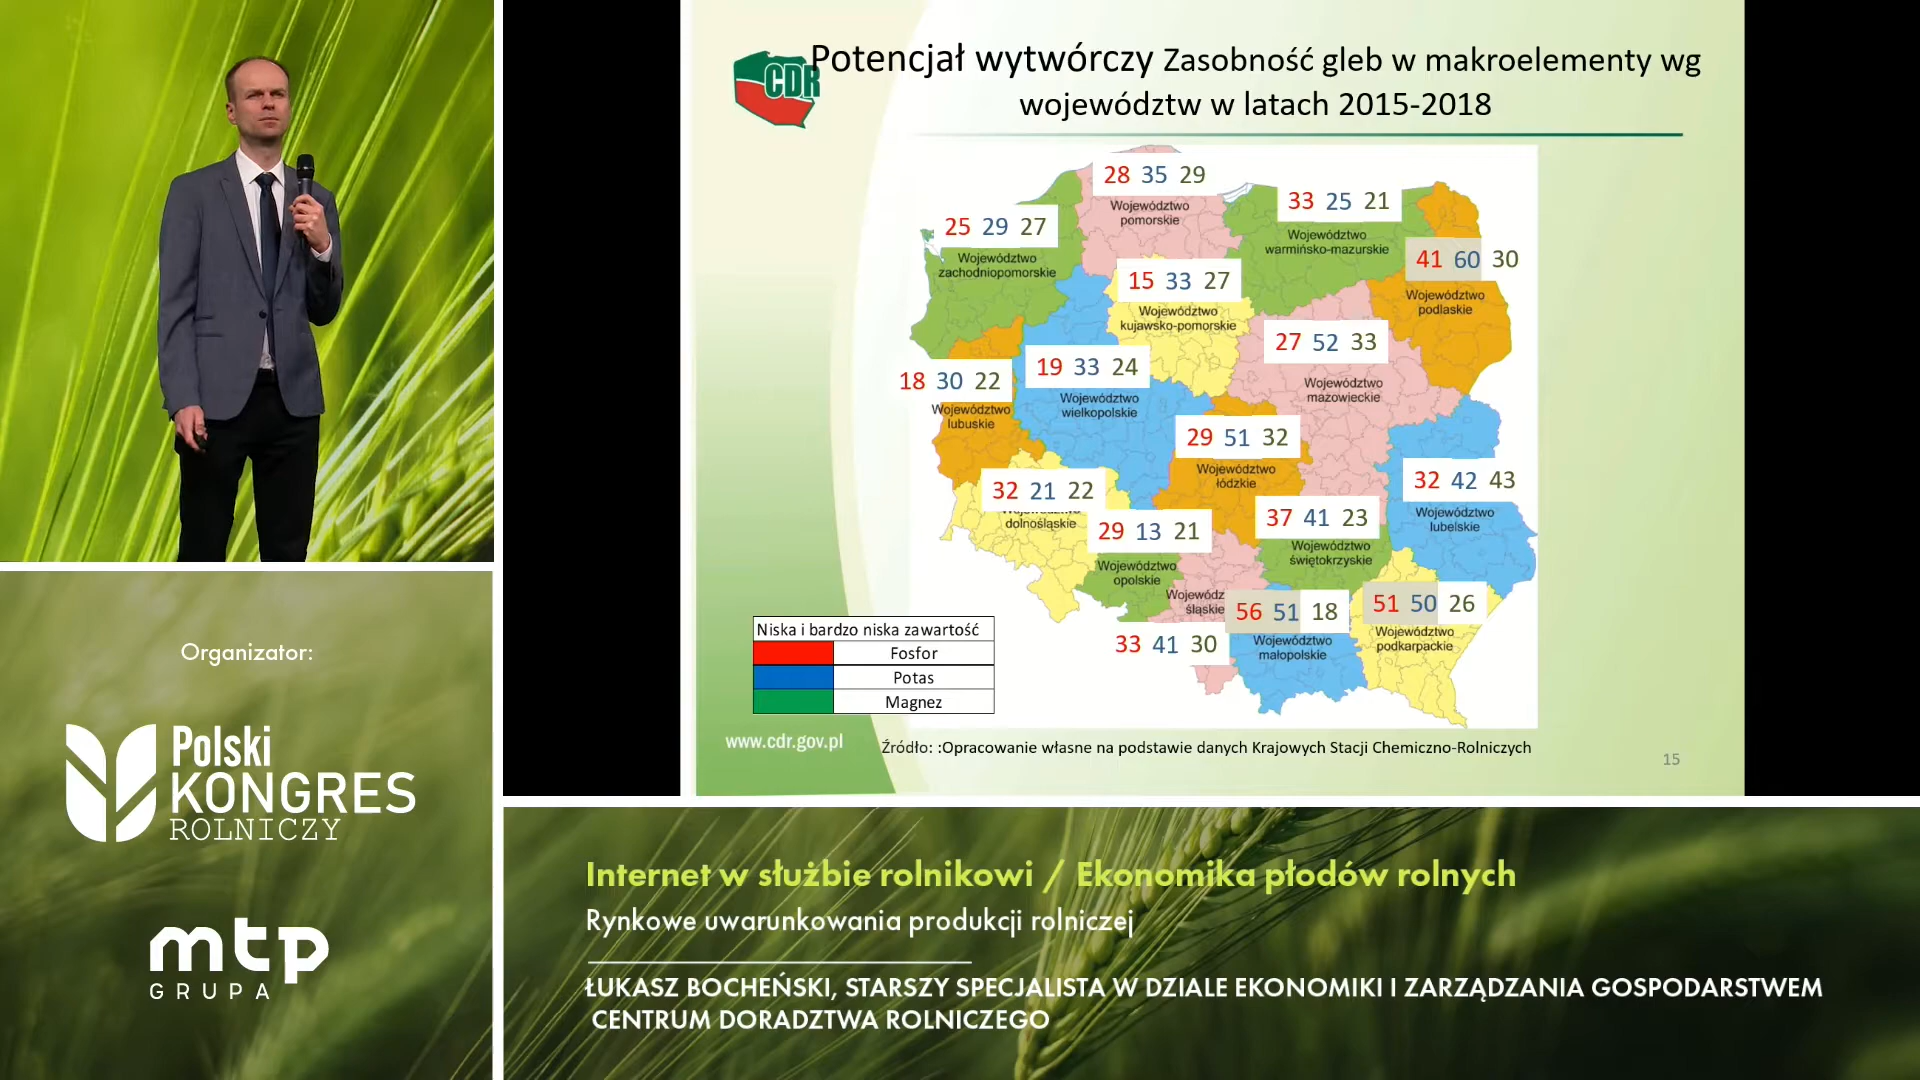 CDR
Potencjał wytwórczy Zasobność gleb w makroelementy wg
województw w latach 2015-2018
28 35 29
Województwo
pomorskie
33 25 21
Województwo
warmińsko-mazurskie
25 29 27
Województwo
zachodniopomorskie
41 60 30
Województwo
podlaskie
15 33 27
Województwo
kujawsko-pomorskie
27 52 33
Województwo
mazowieckie
19 33 24
Województwo
wielkopolskie
18 30 22
Województwo
lubuskie
29 51 32
Województwo
łódzkie
32 42 43
Województwo
lubelskie
32 21 22
dolnośląskie
37 41 23
Województwo
świętokrzyskie
29 13 21
Województwo
opolskie
Wojewódz
śląskie
33 41 30
56 51 18
Województwo
małopolskie
51 50 26
Województwo
podkarpackie
Niska i bardzo niska zawartość
Fosfor
Potas
Magnez
www.cdr.gov.pl
Źródło: :Opracowanie własne na podstawie danych Krajowych Stacji Chemiczno-Rolniczych
15
Organizator:
Polski
KONGRES
ROLNICZY
mtp
GRUPA
Internet w służbie rolnikowi / Ekonomika płodów rolnych
Rynkowe uwarunkowania produkcji rolniczej
ŁUKASZ BOCHEŃSKI, STARSZY SPECJALISTA W DZIALE EKONOMIKI I ZARZĄDZANIA GOSPODARSTWEM
CENTRUM DORADZTWA ROLNICZEGO